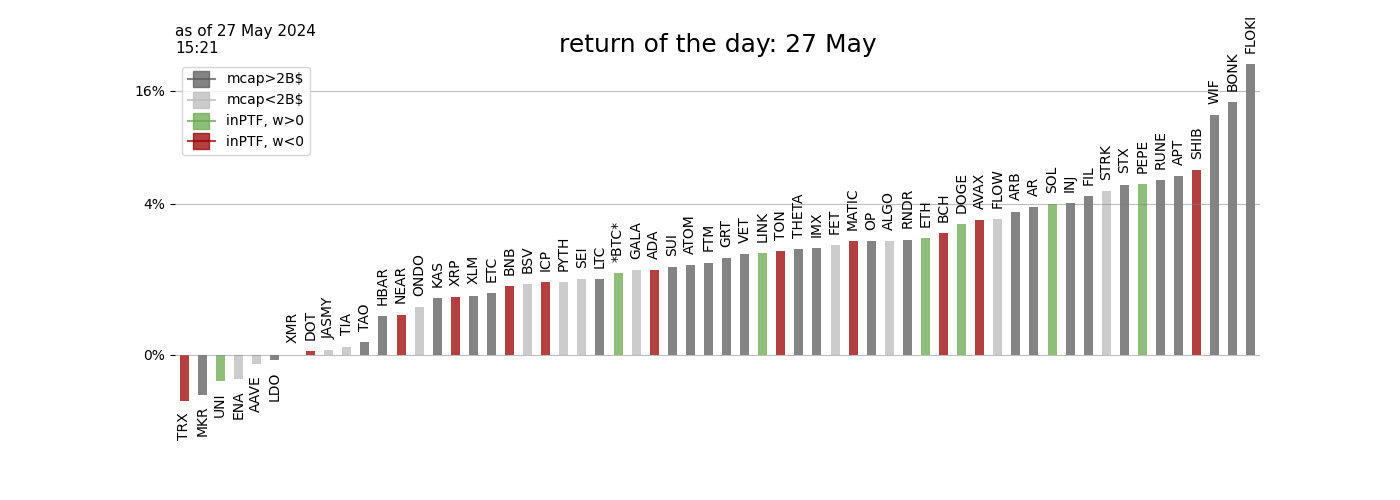 as of 27 May 2024
15:21
return of the day: 27 May
mcap>2B$
mcap<2B$
inPTF, w>0
inPTF, w<0
16%
4%
0%
TRX
MKR
UNI
ENA
AAVE
LDO
XMR
DOT
JASMY
TIA
TAO
HBAR
NEAR
ONDO
KAS
XRP
XLM
ETC
BNB
BSV
ICP
PYTH
SEI
LTC
*BTC*
GALA
ADA
SUI
ATOM
FTM
GRT
VET
LINK
TON
THETA
IMX
FET
MATIC
OP
ALGO
RNDR
ETH
BCH
DOGE
AVAX
FLOW
ARB
AR
SOL
INJ
FIL
STRK
STX
PEPE
RUNE
APT
SHIB
WIF
BONK
FLOKI